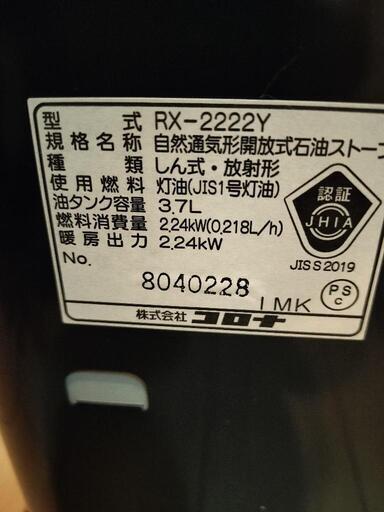 型式 RX-2222Y
規格名称 自然通気形開放式石油ストーブ
種類 しん式・放射形
使用燃料 灯油(JIS1号灯油)
油タンク容量 3.7L
燃料消費量 2.24kW(0.218L/h)
暖房出力 2.24kW
No.
8040228
1MK
認証
JHIA
JIS S 2019
PS
C
株式会社 コロナ